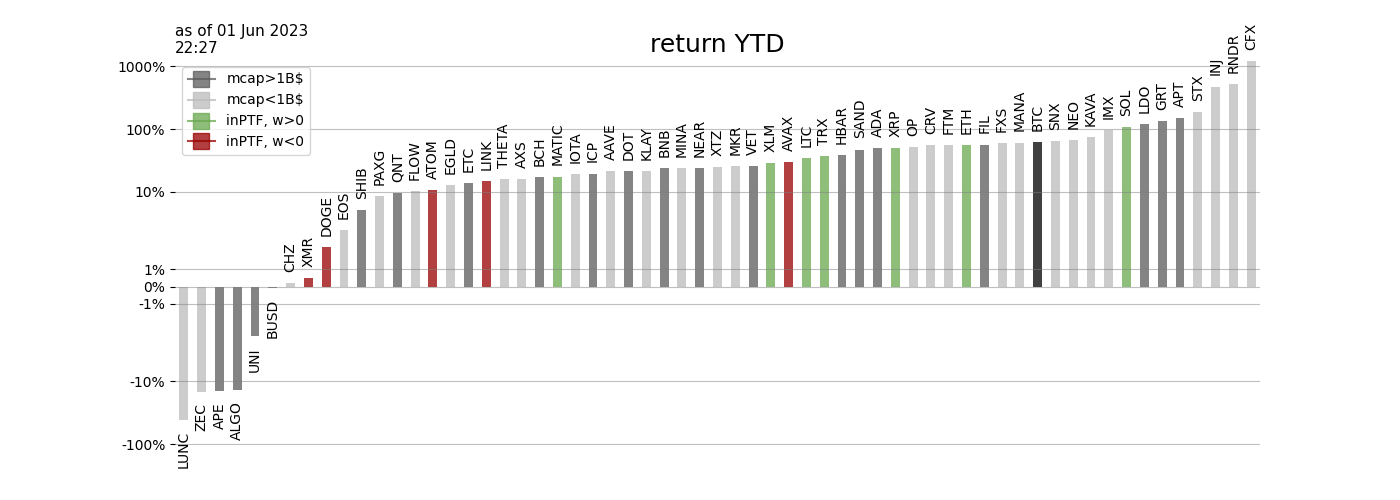 as of 01 Jun 2023
22:27
return YTD
mcap>1B$
mcap<1B$
inPTF, w>0
inPTF, w<0
1000%
100%
10%
1%
0%
-1%
-10%
-100%
LUNC
ZEC
APE
ALGO
UNI
BUSD
CHZ
XMR
DOGE
EOS
SHIB
PAXG
QNT
FLOW
ATOM
EGLD
ETC
LINK
THETA
AXS
BCH
MATIC
IOTA
ICP
AAVE
DOT
KLAY
BNB
MINA
NEAR
XTZ
MKR
VET
XLM
AVAX
LTC
TRX
HBAR
SAND
ADA
XRP
OP
CRV
FTM
ETH
FIL
FXS
MANA
BTC
SNX
NEO
KAVA
IMX
SOL
LDO
GRT
APT
STX
INJ
RNDR
CFX